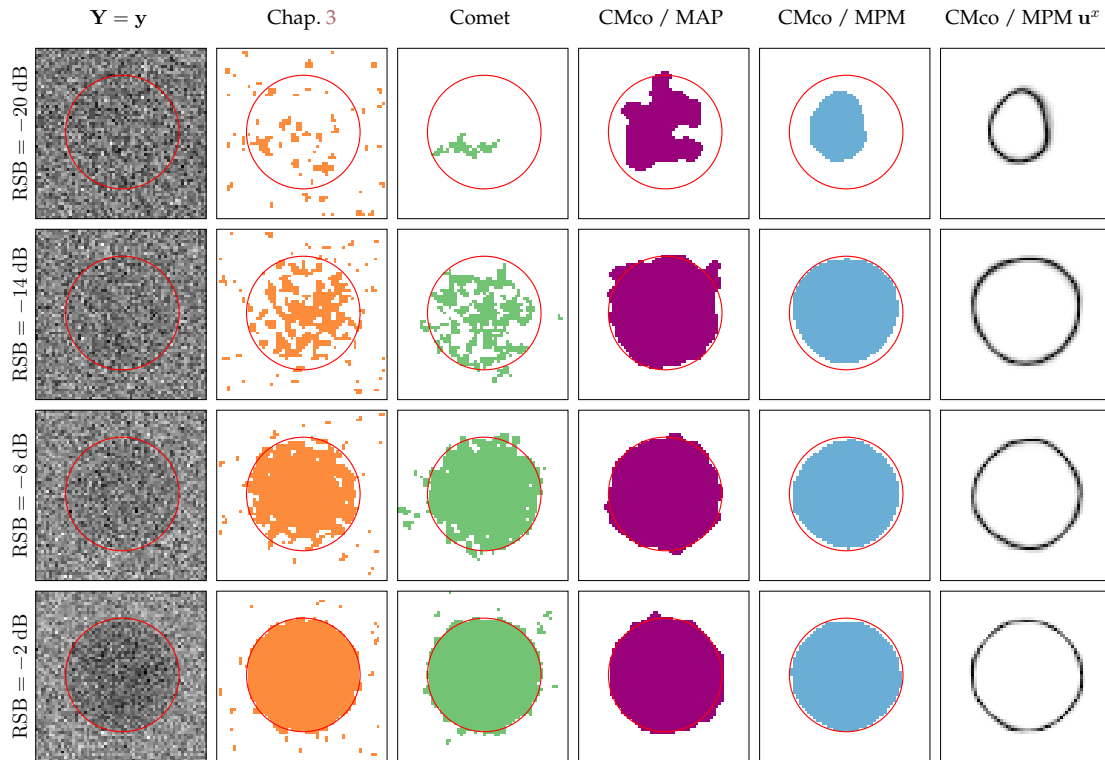 Y = y Chap. 3 Comet CMco / MAP CMco / MPM CMco / MPM uˣ
RSB = −20 dB
RSB = −14 dB
RSB = −8 dB
RSB = −2 dB